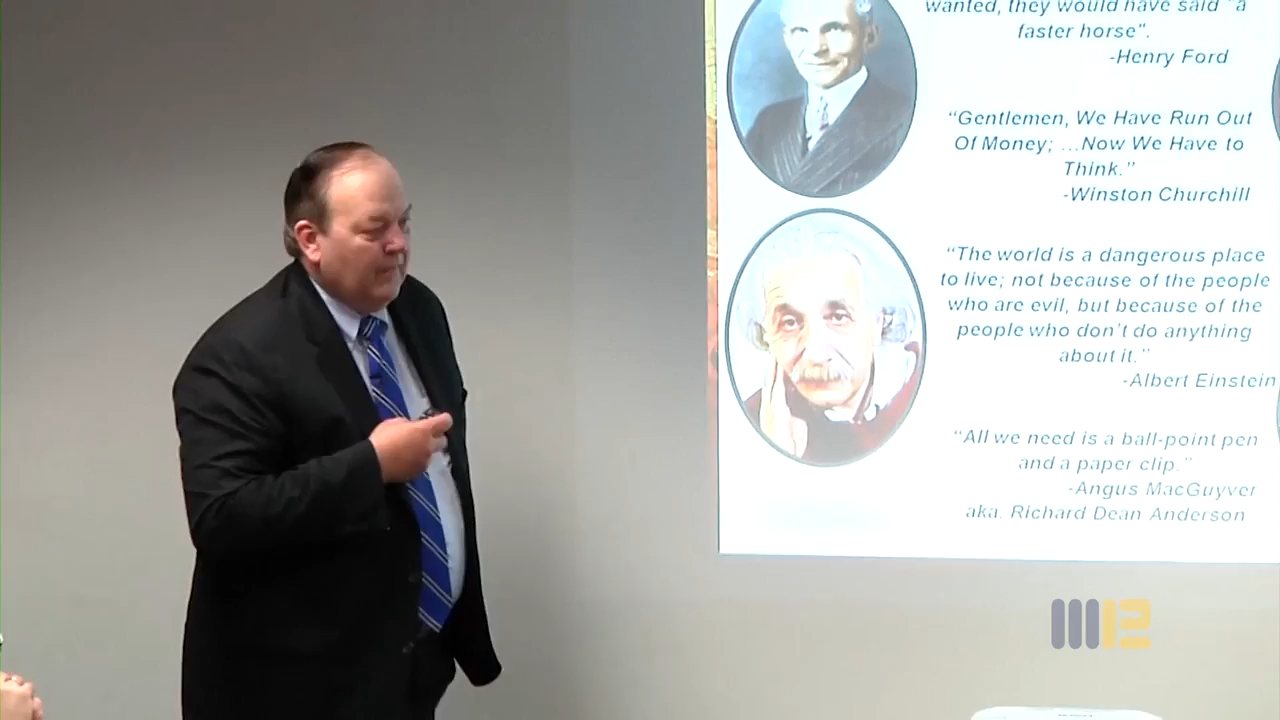 wanted, they would have said "a
faster horse".
-Henry Ford
"Gentlemen, We Have Run Out
Of Money; ...Now We Have to
Think."
-Winston Churchill
"The world is a dangerous place
to live; not because of the people
who are evil, but because of the
people who don't do anything
about it."
-Albert Einstein
"All we need is a ball-point pen
and a paper clip."
-Angus MacGuyver
aka. Richard Dean Anderson
12